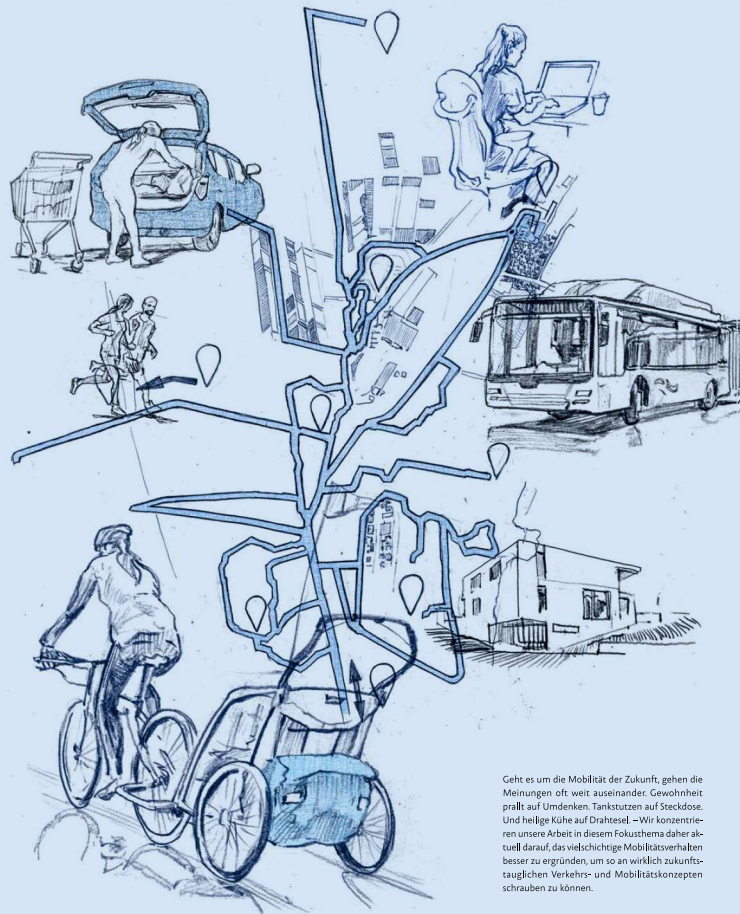 Geht es um die Mobilität der Zukunft, gehen die
Meinungen oft weit auseinander. Gewohnheit
prallt auf Umdenken. Tankstutzen auf Steckdose.
Und heilige Kühe auf Drahtesel. – Wir konzentrie-
ren unsere Arbeit in diesem Fokusthema daher ak-
tuell darauf, das vielschichtige Mobilitätsverhalten
besser zu ergründen, um so an wirklich zukunfts-
tauglichen Verkehrs- und Mobilitätskonzepten
schrauben zu können.